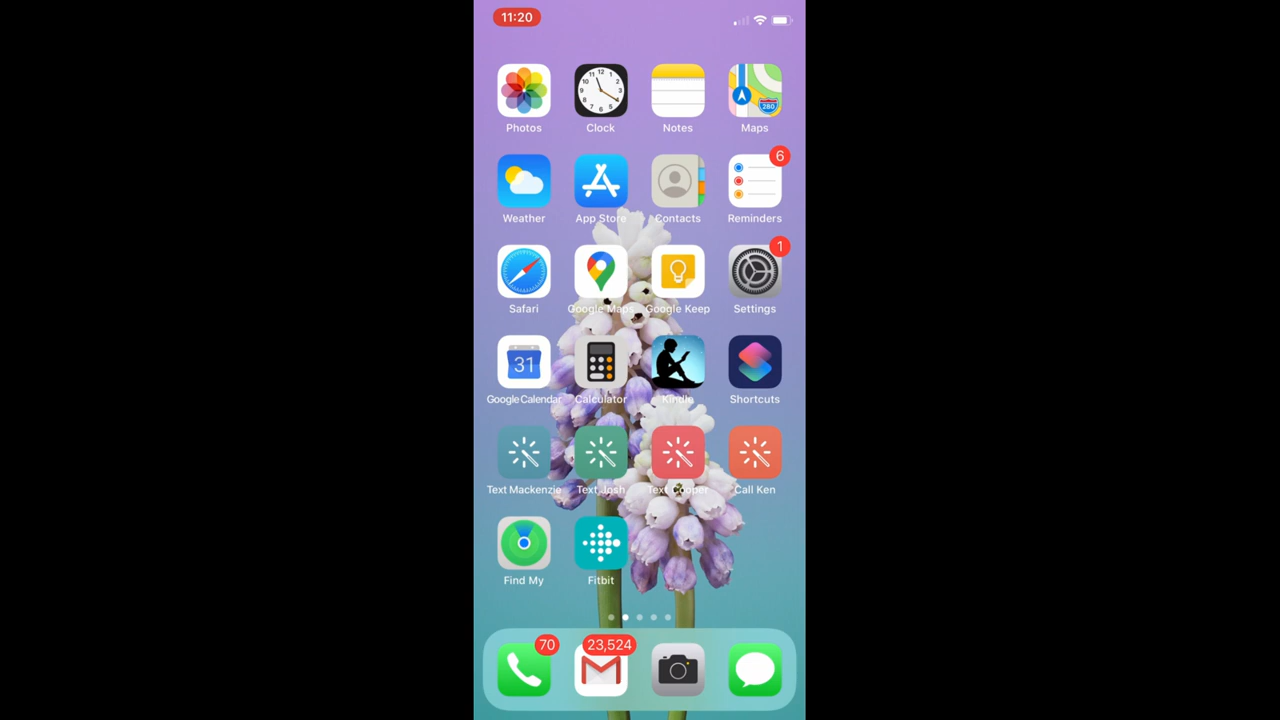 11:20
Photos Clock Notes Maps
280
6
Weather App Store Contacts Reminders
1
Safari Google Maps Google Keep Settings
31
Google Calendar Calculator Kindle Shortcuts
Text Mackenzie Text Josh Text Cooper Call Ken
Find My Fitbit
70 23,524